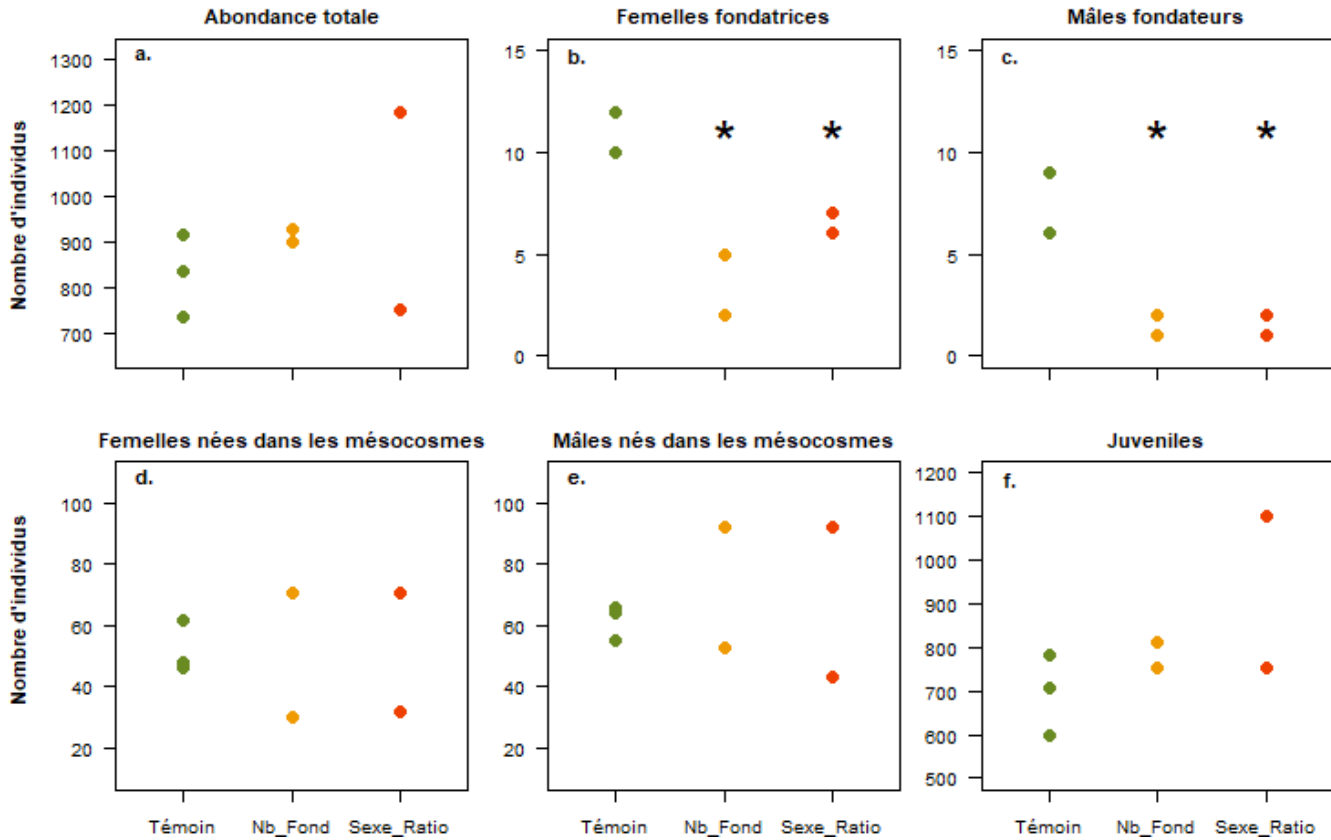 Abondance totale
Femelles fondatrices
Mâles fondateurs
Nombre d'individus
a.
1300
1200
1100
1000
900
800
700
b.
15
10
5
0
*
*
c.
15
10
5
0
*
*
Femelles nées dans les mésocosmes
Mâles nés dans les mésocosmes
Juveniles
Nombre d'individus
d.
100
80
60
40
20
e.
100
80
60
40
20
f.
1200
1100
1000
900
800
700
600
500
Témoin Nb_Fond Sexe_Ratio
Témoin Nb_Fond Sexe_Ratio
Témoin Nb_Fond Sexe_Ratio